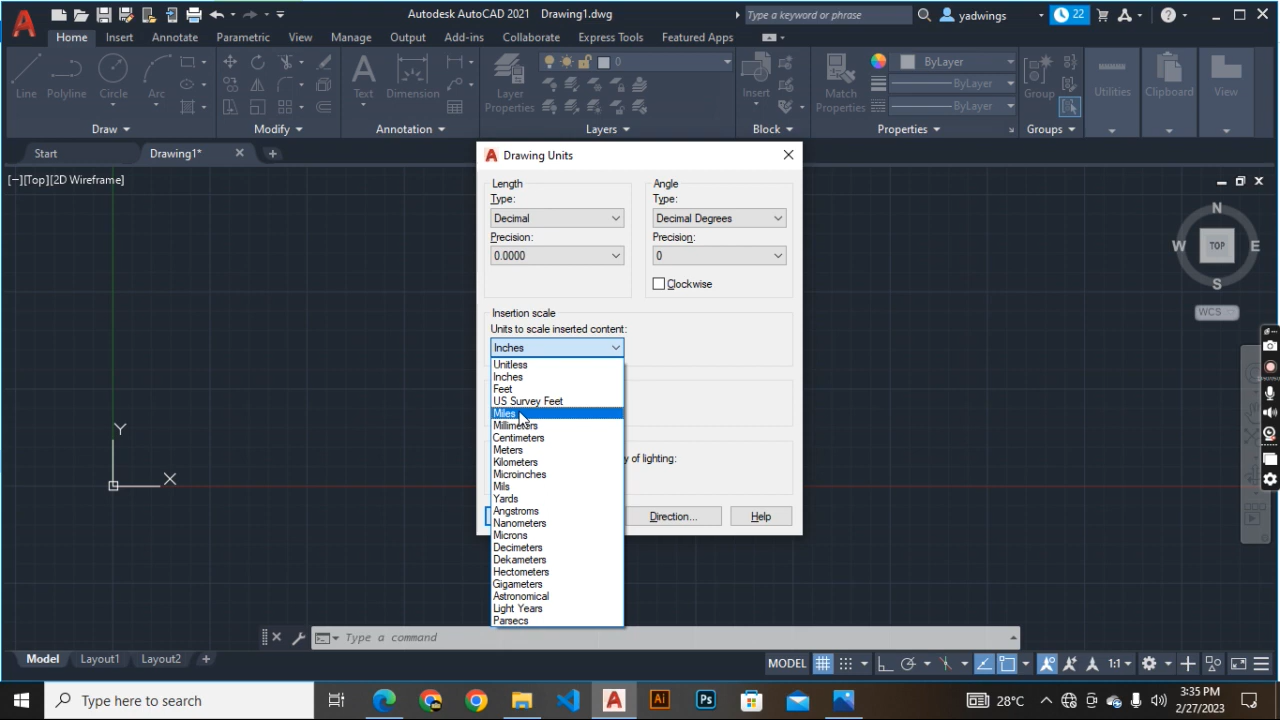 Autodesk AutoCAD 2021 Drawing1.dwg
Type a keyword or phrase
yadwings
22
Home Insert Annotate Parametric View Manage Output Add-ins Collaborate Express Tools Featured Apps
0
ByLayer
ByLayer
ByLayer
Line Polyline Circle Arc
Text Dimension
Layer Properties
Insert
Match Properties
Group
Utilities Clipboard View
Draw Modify Annotation Layers Block Properties Groups
Start Drawing1*
[−][Top][2D Wireframe]
Drawing Units
Length
Type:
Decimal
Precision:
0.0000
Angle
Type:
Decimal Degrees
Precision:
0
Clockwise
Insertion scale
Units to scale inserted content:
Inches
Unitless
Inches
Feet
US Survey Feet
Miles
Millimeters
Centimeters
Meters
Kilometers
Microinches
Mils
Yards
Angstroms
Nanometers
Microns
Decimeters
Dekameters
Hectometers
Gigameters
Astronomical
Light Years
Parsecs
y of lighting:
Direction... Help
N
W TOP E
S
WCS
Y
X
Type a command
Model Layout1 Layout2
MODEL 1:1
Type here to search
28°C
3:35 PM
2/27/2023